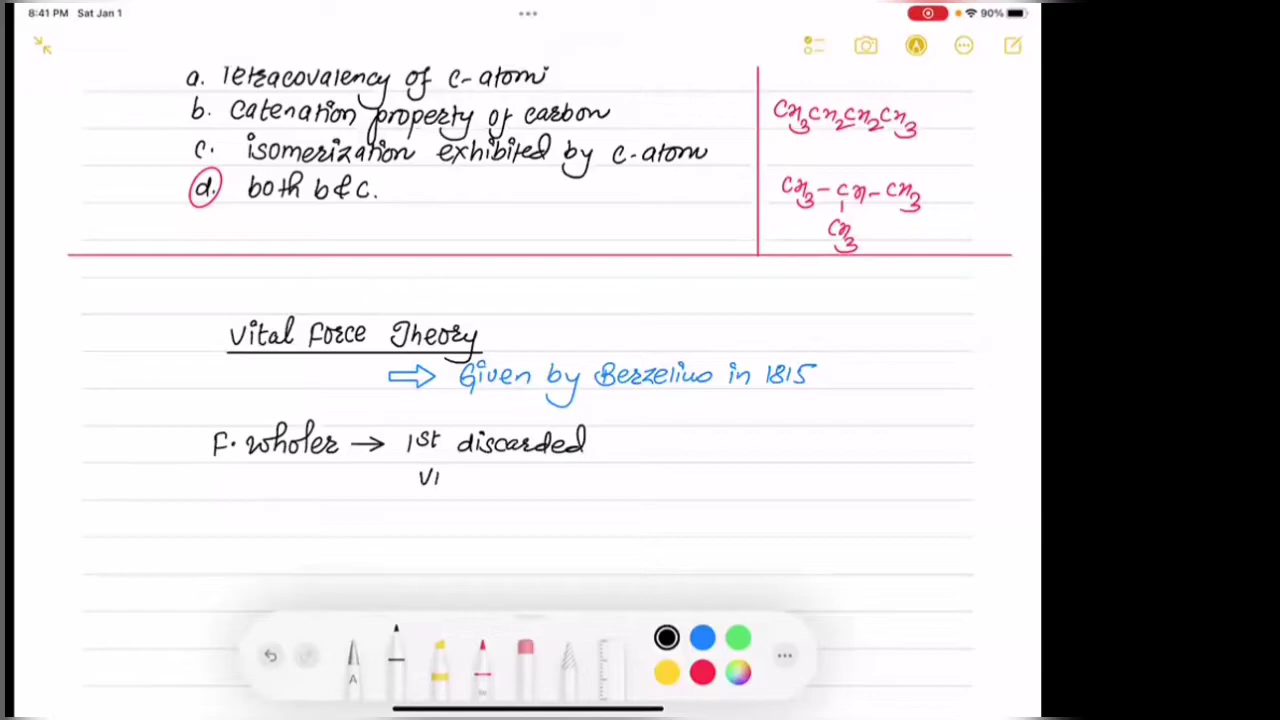 8:41 PM Sat Jan 1
90%
a. Tetracovalency of c-atom
b. catenation property of carbon
c. isomerization exhibited by c-atom
d. both b & c.
CH3CH2CH2CH3
CH3-CH-CH3
CH3
Vital Force Theory
⇒ Given by Berzelius in 1815
F. Wholer → 1st discarded
VI
A